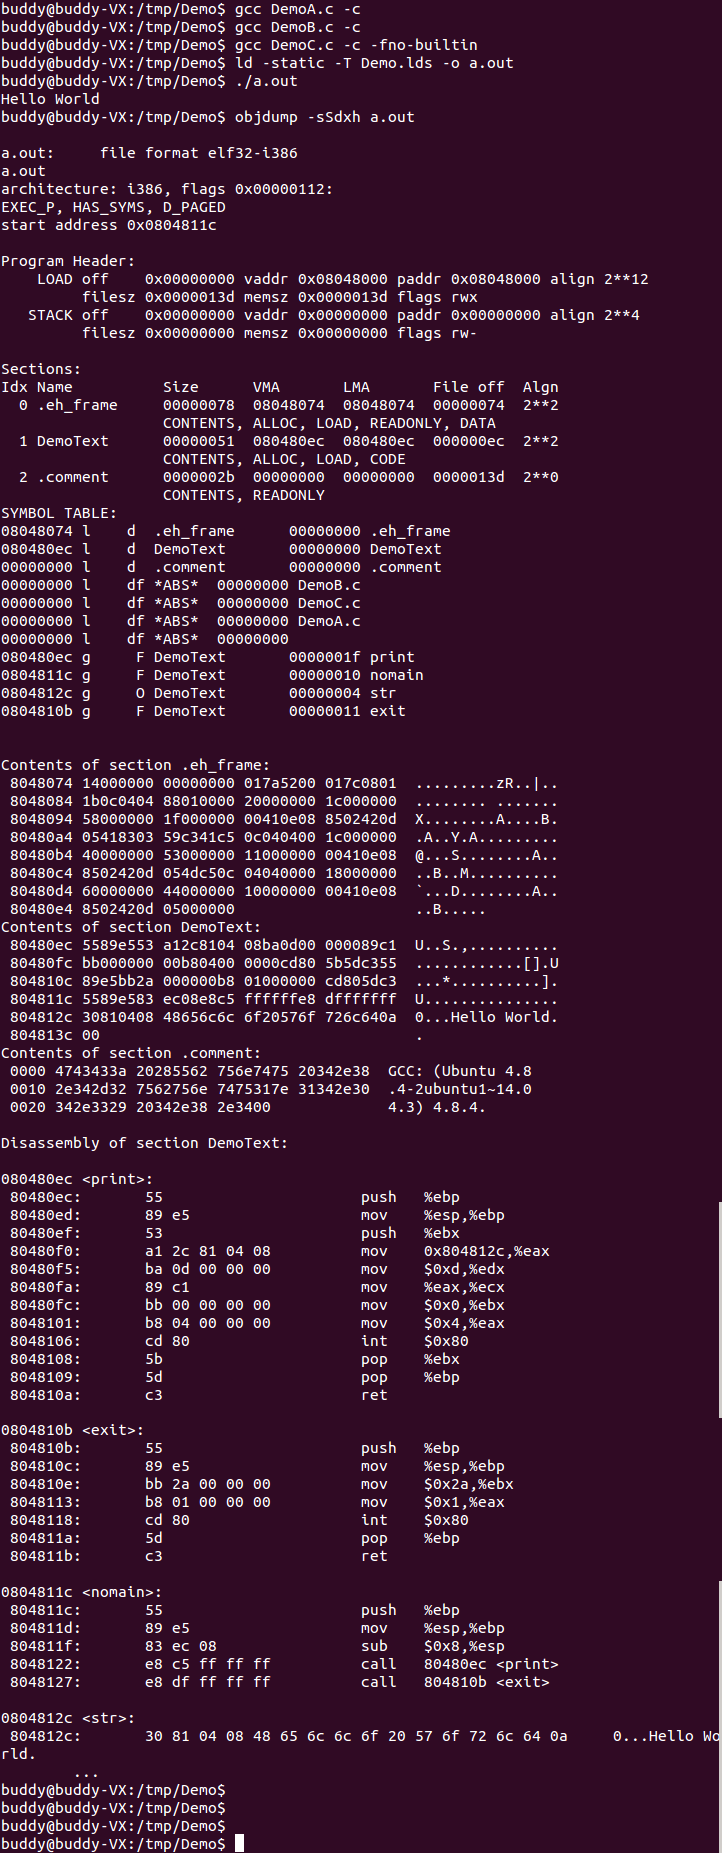 buddy@buddy-VX:/tmp/Demo$ gcc DemoA.c -c
buddy@buddy-VX:/tmp/Demo$ gcc DemoB.c -c
buddy@buddy-VX:/tmp/Demo$ gcc DemoC.c -c -fno-builtin
buddy@buddy-VX:/tmp/Demo$ ld -static -T Demo.lds -o a.out
buddy@buddy-VX:/tmp/Demo$ ./a.out
Hello World
buddy@buddy-VX:/tmp/Demo$ objdump -sSdxh a.out

a.out:     file format elf32-i386
a.out
architecture: i386, flags 0x00000112:
EXEC_P, HAS_SYMS, D_PAGED
start address 0x0804811c

Program Header:
    LOAD off    0x00000000 vaddr 0x08048000 paddr 0x08048000 align 2**12
         filesz 0x0000013d memsz 0x0000013d flags rwx
   STACK off    0x00000000 vaddr 0x00000000 paddr 0x00000000 align 2**4
         filesz 0x00000000 memsz 0x00000000 flags rw-

Sections:
Idx Name          Size      VMA       LMA       File off  Algn
  0 .eh_frame     00000078  08048074  08048074  00000074  2**2
                  CONTENTS, ALLOC, LOAD, READONLY, DATA
  1 DemoText      00000051  080480ec  080480ec  000000ec  2**2
                  CONTENTS, ALLOC, LOAD, CODE
  2 .comment      0000002b  00000000  00000000  0000013d  2**0
                  CONTENTS, READONLY
SYMBOL TABLE:
08048074 l    d  .eh_frame      00000000 .eh_frame
080480ec l    d  DemoText       00000000 DemoText
00000000 l    d  .comment       00000000 .comment
00000000 l    df *ABS*  00000000 DemoB.c
00000000 l    df *ABS*  00000000 DemoC.c
00000000 l    df *ABS*  00000000 DemoA.c
00000000 l    df *ABS*  00000000
080480ec g     F DemoText       0000001f print
0804811c g     F DemoText       00000010 nomain
0804812c g     O DemoText       00000004 str
0804810b g     F DemoText       00000011 exit


Contents of section .eh_frame:
 8048074 14000000 00000000 017a5200 017c0801  .........zR..|..
 8048084 1b0c0404 88010000 20000000 1c000000  ........ .......
 8048094 58000000 1f000000 00410e08 8502420d  X........A....B.
 80480a4 05418303 59c341c5 0c040400 1c000000  .A..Y.A.........
 80480b4 40000000 53000000 11000000 00410e08  @...S........A..
 80480c4 8502420d 054dc50c 04040000 18000000  ..B..M..........
 80480d4 60000000 44000000 10000000 00410e08  `...D........A..
 80480e4 8502420d 05000000                    ..B.....
Contents of section DemoText:
 80480ec 5589e553 a12c8104 08ba0d00 000089c1  U..S.,..........
 80480fc bb000000 00b80400 0000cd80 5b5dc355  ............[].U
 804810c 89e5bb2a 000000b8 01000000 cd805dc3  ...*..........].
 804811c 5589e583 ec08e8c5 ffffffe8 dfffffff  U...............
 804812c 30810408 48656c6c 6f20576f 726c640a  0...Hello World.
 804813c 00                                   .
Contents of section .comment:
 0000 4743433a 20285562 756e7475 20342e38  GCC: (Ubuntu 4.8
 0010 2e342d32 7562756e 7475317e 31342e30  .4-2ubuntu1~14.0
 0020 342e3329 20342e38 2e3400             4.3) 4.8.4.

Disassembly of section DemoText:

080480ec <print>:
 80480ec:       55                      push   %ebp
 80480ed:       89 e5                   mov    %esp,%ebp
 80480ef:       53                      push   %ebx
 80480f0:       a1 2c 81 04 08          mov    0x804812c,%eax
 80480f5:       ba 0d 00 00 00          mov    $0xd,%edx
 80480fa:       89 c1                   mov    %eax,%ecx
 80480fc:       bb 00 00 00 00          mov    $0x0,%ebx
 8048101:       b8 04 00 00 00          mov    $0x4,%eax
 8048106:       cd 80                   int    $0x80
 8048108:       5b                      pop    %ebx
 8048109:       5d                      pop    %ebp
 804810a:       c3                      ret

0804810b <exit>:
 804810b:       55                      push   %ebp
 804810c:       89 e5                   mov    %esp,%ebp
 804810e:       bb 2a 00 00 00          mov    $0x2a,%ebx
 8048113:       b8 01 00 00 00          mov    $0x1,%eax
 8048118:       cd 80                   int    $0x80
 804811a:       5d                      pop    %ebp
 804811b:       c3                      ret

0804811c <nomain>:
 804811c:       55                      push   %ebp
 804811d:       89 e5                   mov    %esp,%ebp
 804811f:       83 ec 08                sub    $0x8,%esp
 8048122:       e8 c5 ff ff ff          call   80480ec <print>
 8048127:       e8 df ff ff ff          call   804810b <exit>

0804812c <str>:
 804812c:       30 81 04 08 48 65 6c 6c 6f 20 57 6f 72 6c 64 0a     0...Hello Wo
rld.
        ...
buddy@buddy-VX:/tmp/Demo$
buddy@buddy-VX:/tmp/Demo$
buddy@buddy-VX:/tmp/Demo$
buddy@buddy-VX:/tmp/Demo$